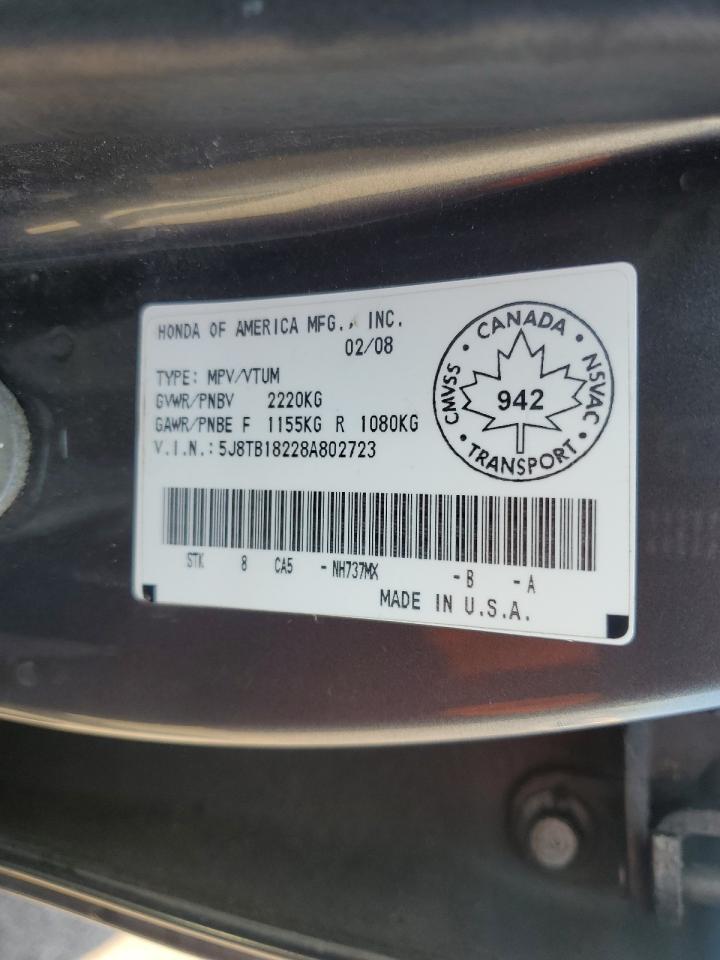 HONDA OF AMERICA MFG., INC.
02/08
TYPE: MPV/VTUM
GVWR/PNBV 2220KG
GAWR/PNBE F 1155KG R 1080KG
V.I.N.: 5J8TB18228A802723
CANADA
CMVSS
942
NSVAC
TRANSPORT
STK 8 CA5 -NH737MX -B -A
MADE IN U.S.A.